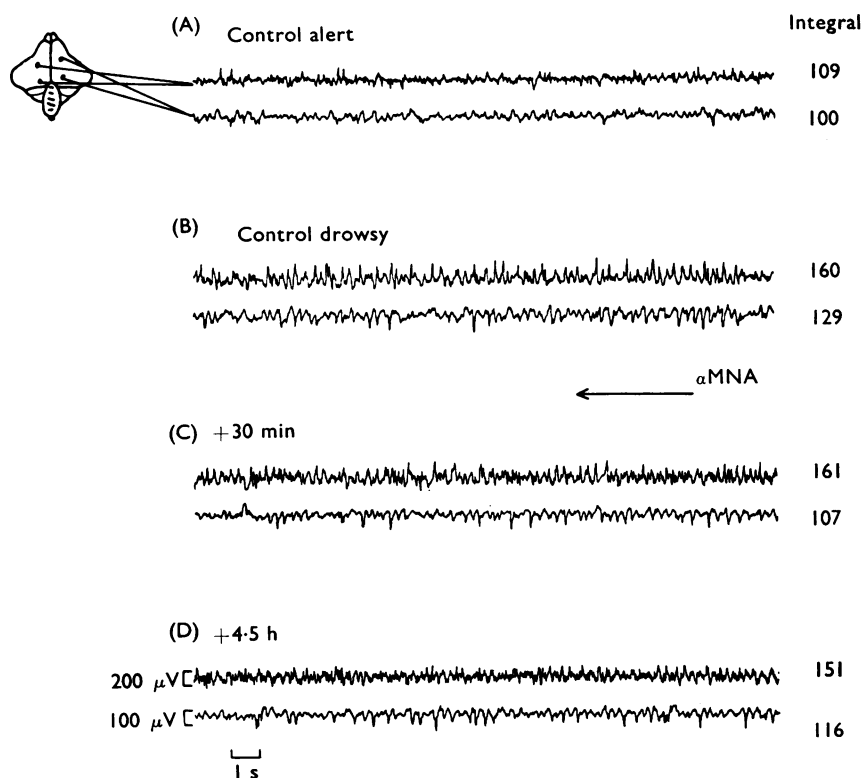 (A) Control alert
Integral
109
100
(B) Control drowsy
160
129
αMNA
(C) +30 min
161
107
(D) +4·5 h
200 μV
151
100 μV
116
1 s